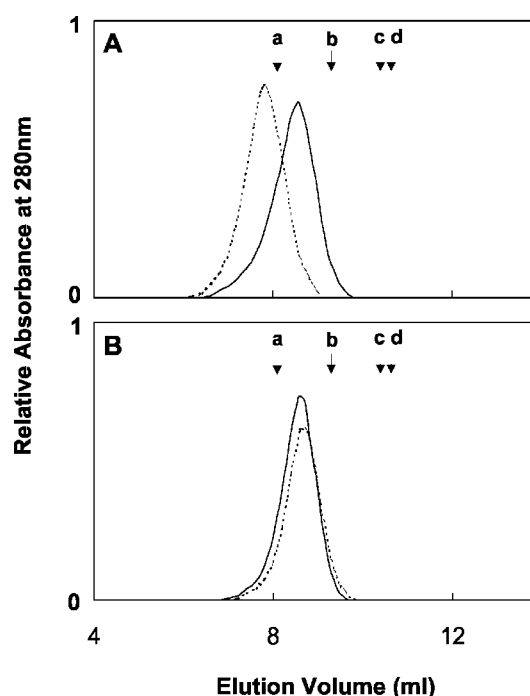 Relative Absorbance at 280nm
1
A
a b c d
0
1
B
a b c d
0
4 8 12
Elution Volume (ml)